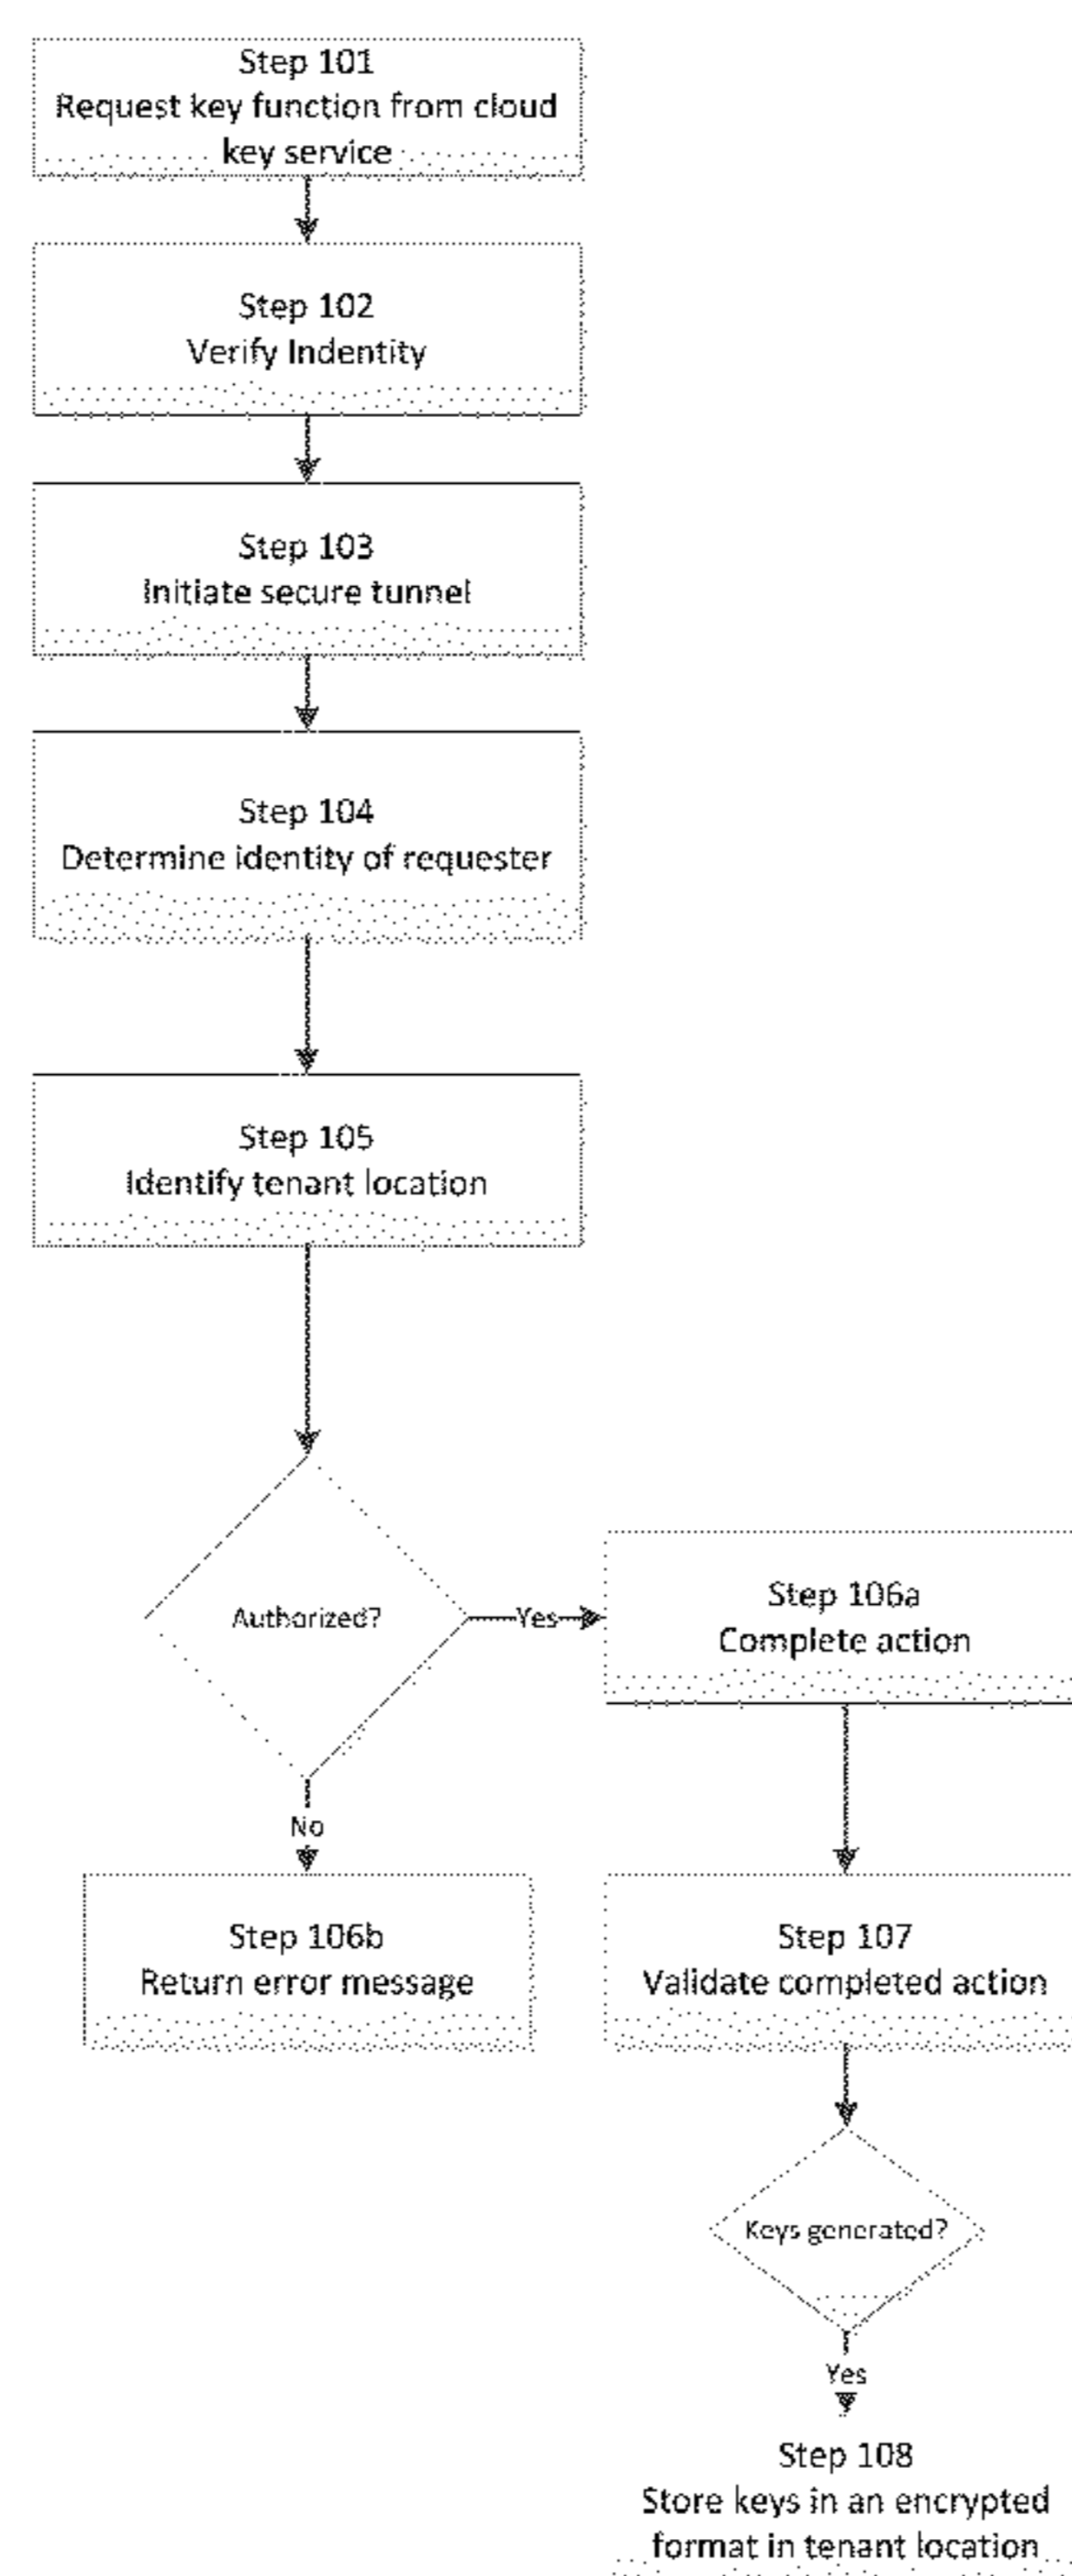 Step 101
Request key function from cloud
key service
Step 102
Verify Indentity
Step 103
Initiate secure tunnel
Step 104
Determine identity of requester
Step 105
Identify tenant location
Authorized?
Yes
Step 106a
Complete action
No
Step 106b
Return error message
Step 107
Validate completed action
Keys generated?
Yes
Step 108
Store keys in an encrypted
format in tenant location